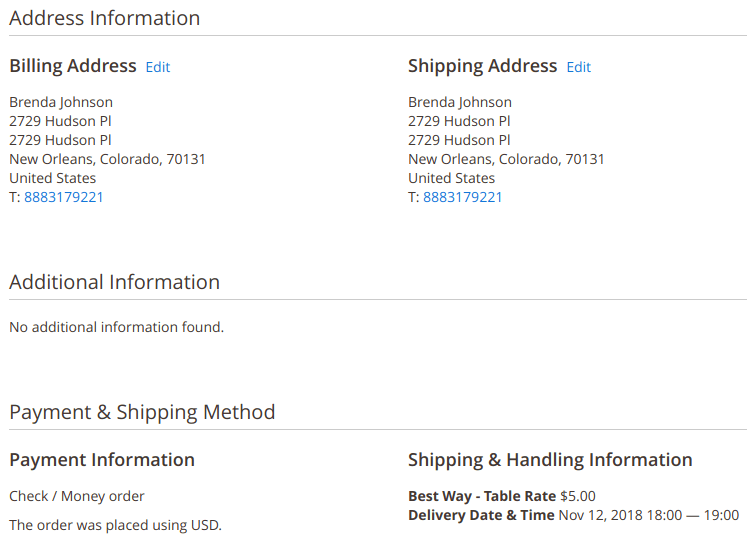 Address Information
Billing Address Edit
Brenda Johnson
2729 Hudson Pl
2729 Hudson Pl
New Orleans, Colorado, 70131
United States
T: 8883179221
Shipping Address Edit
Brenda Johnson
2729 Hudson Pl
2729 Hudson Pl
New Orleans, Colorado, 70131
United States
T: 8883179221
Additional Information
No additional information found.
Payment & Shipping Method
Payment Information
Check / Money order
The order was placed using USD.
Shipping & Handling Information
Best Way - Table Rate $5.00
Delivery Date & Time Nov 12, 2018 18:00 — 19:00